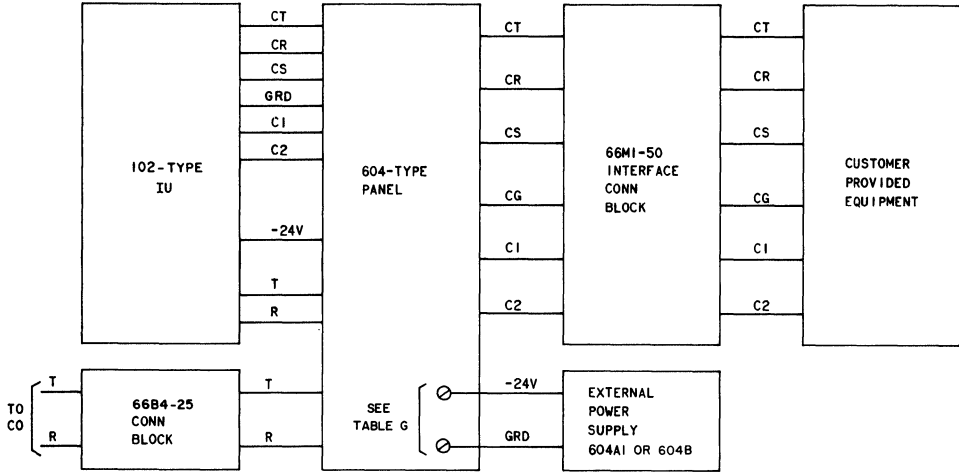 CT
CR
CS
GRD
C1
C2
-24V
T
R
102-TYPE
IU
604-TYPE
PANEL
CT
CR
CS
CG
C1
C2
66M1-50
INTERFACE
CONN
BLOCK
CT
CR
CS
CG
C1
C2
CUSTOMER
PROVIDED
EQUIPMENT
TO
CO
T
R
66B4-25
CONN
BLOCK
T
R
SEE
TABLE G
-24V
GRD
EXTERNAL
POWER
SUPPLY
604A1 OR 604B